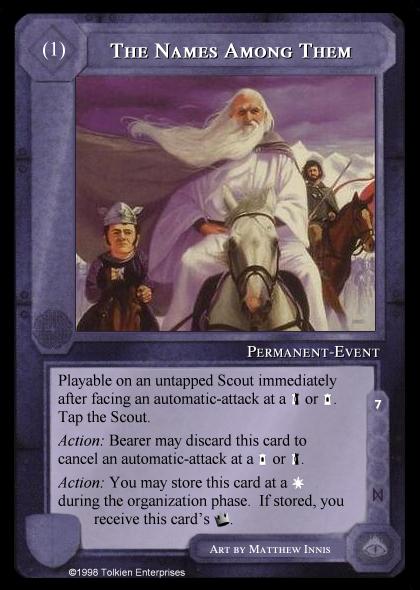 (1)
The Names Among Them
Permanent-Event
Playable on an untapped Scout immediately
after facing an automatic-attack at a or .
Tap the Scout.
Action: Bearer may discard this card to
cancel an automatic-attack at a or .
Action: You may store this card at a
during the organization phase. If stored, you
receive this card's .
7
Art by Matthew Innis
©1998 Tolkien Enterprises